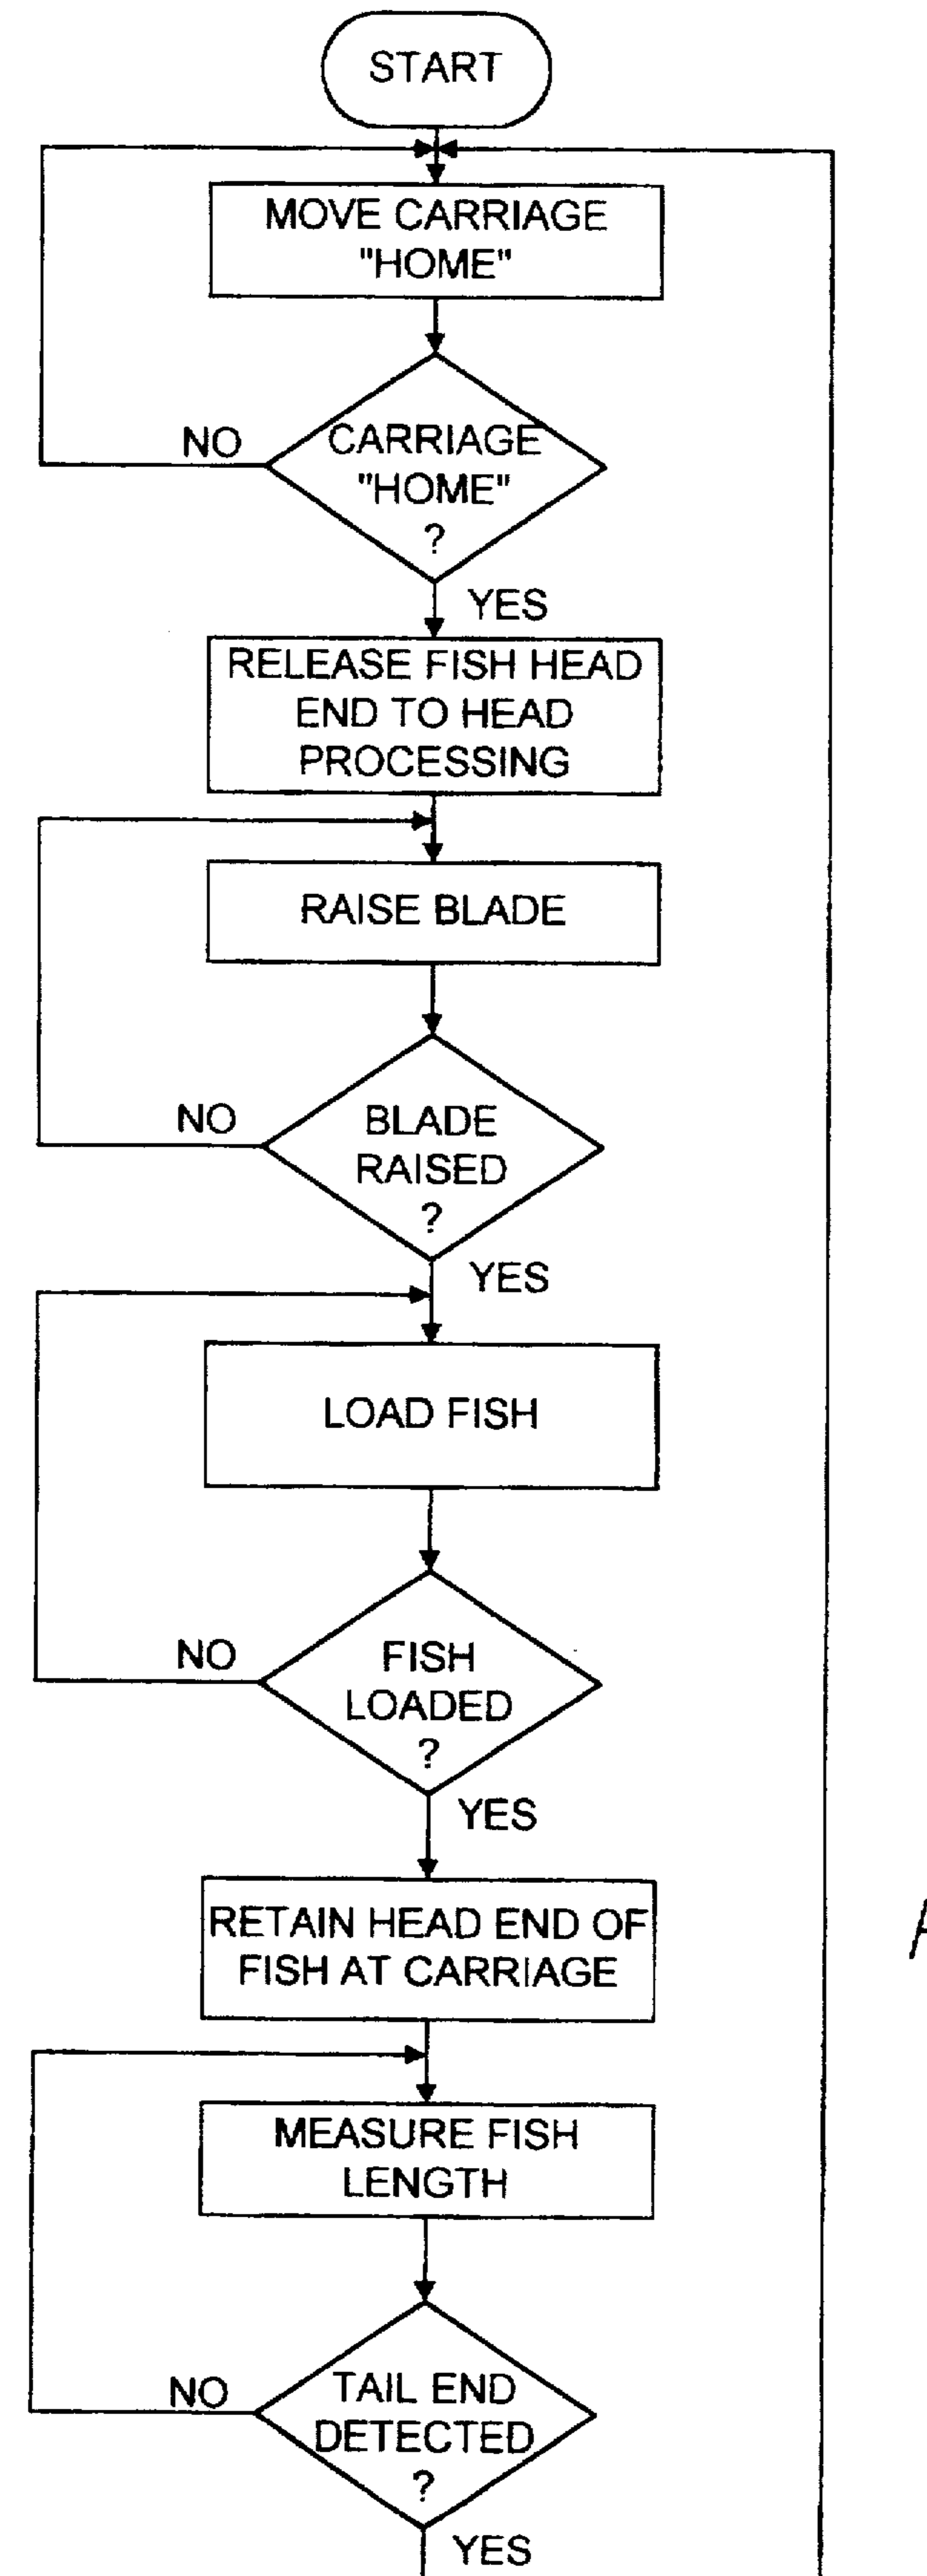 START
MOVE CARRIAGE
"HOME"
NO
CARRIAGE
"HOME"
?
YES
RELEASE FISH HEAD
END TO HEAD
PROCESSING
RAISE BLADE
NO
BLADE
RAISED
?
YES
LOAD FISH
NO
FISH
LOADED
?
YES
RETAIN HEAD END OF
FISH AT CARRIAGE
MEASURE FISH
LENGTH
NO
TAIL END
DETECTED
?
YES